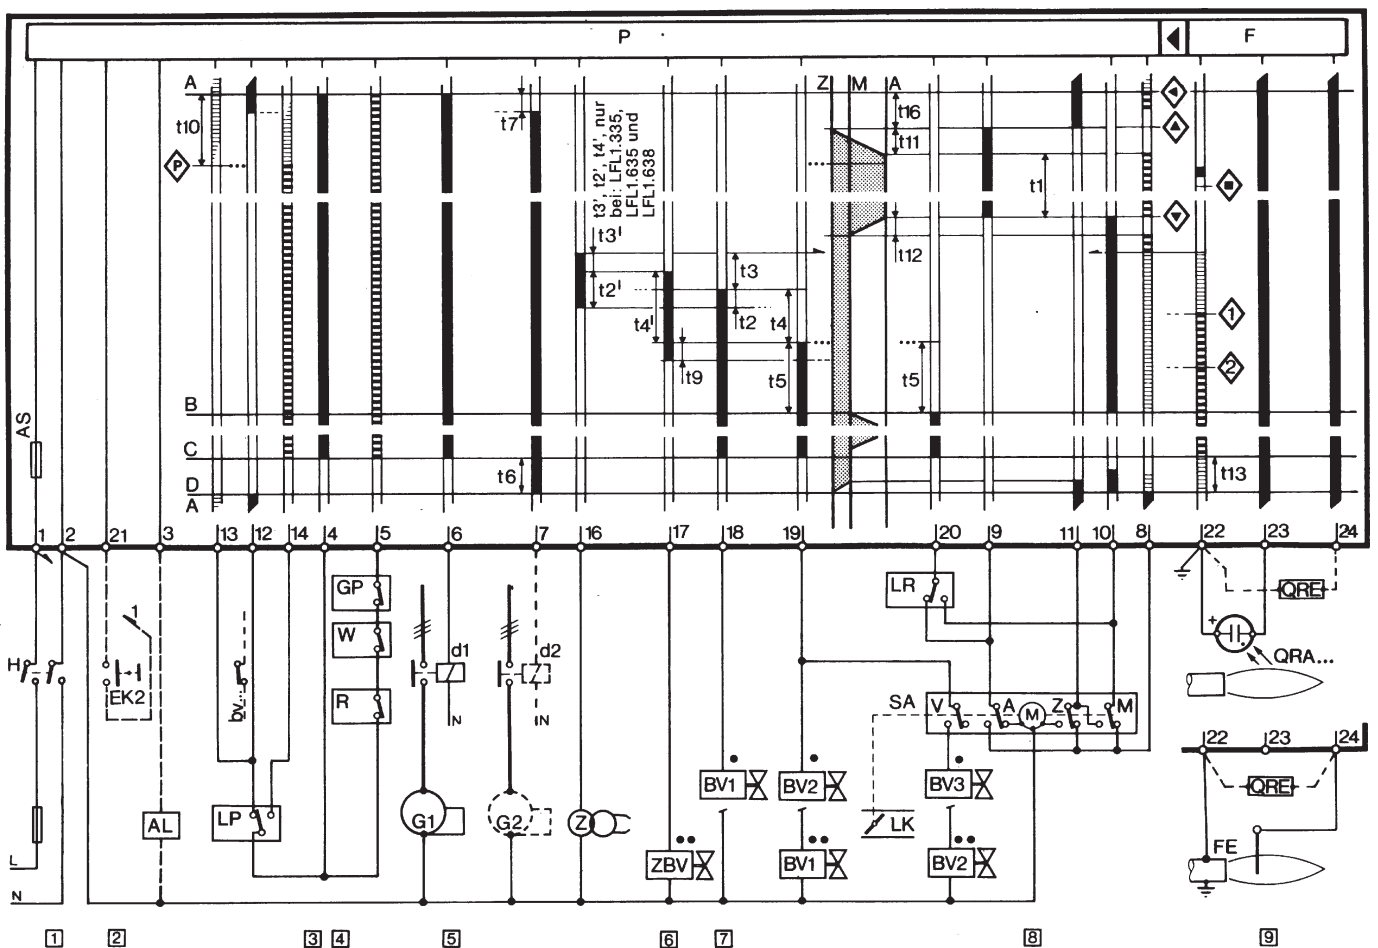 P
F
A
Z
M
A
t10
t7
t16
t11
P
t3', t2', t4', nur
bei: LFL1.335,
LFL1.635 und
LFL1.638
t1
t3'
t12
t3
t2'
t4'
t2
t4
1
t9
t5
t5
2
B
AS
C
t6
t13
D
A
1
2
21
3
13
12
14
4
5
6
7
16
17
18
19
20
9
11
10
8
22
23
24
GP
LR
QRE
1
W
+
H
d1
d2
QRA...
EK2
bv...
R
N
N
SA
V
A
M
Z
M
22
23
24
BV1
BV2
BV3
QRE
AL
LP
G1
G2
Z
LK
FE
L
ZBV
BV1
BV2
N
1
2
3
4
5
6
7
8
9